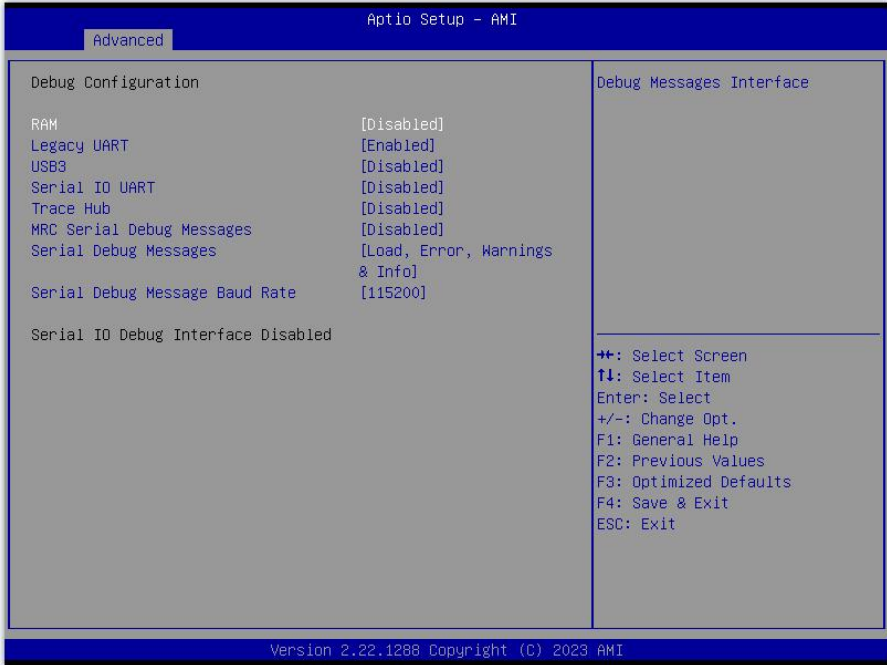 Aptio Setup – AMI
Advanced
Debug Configuration
RAM [Disabled]
Legacy UART [Enabled]
USB3 [Disabled]
Serial IO UART [Disabled]
Trace Hub [Disabled]
MRC Serial Debug Messages [Disabled]
Serial Debug Messages [Load, Error, Warnings
& Info]
Serial Debug Message Baud Rate [115200]
Serial IO Debug Interface Disabled
Debug Messages Interface
→←: Select Screen
↑↓: Select Item
Enter: Select
+/-: Change Opt.
F1: General Help
F2: Previous Values
F3: Optimized Defaults
F4: Save & Exit
ESC: Exit
Version 2.22.1288 Copyright (C) 2023 AMI